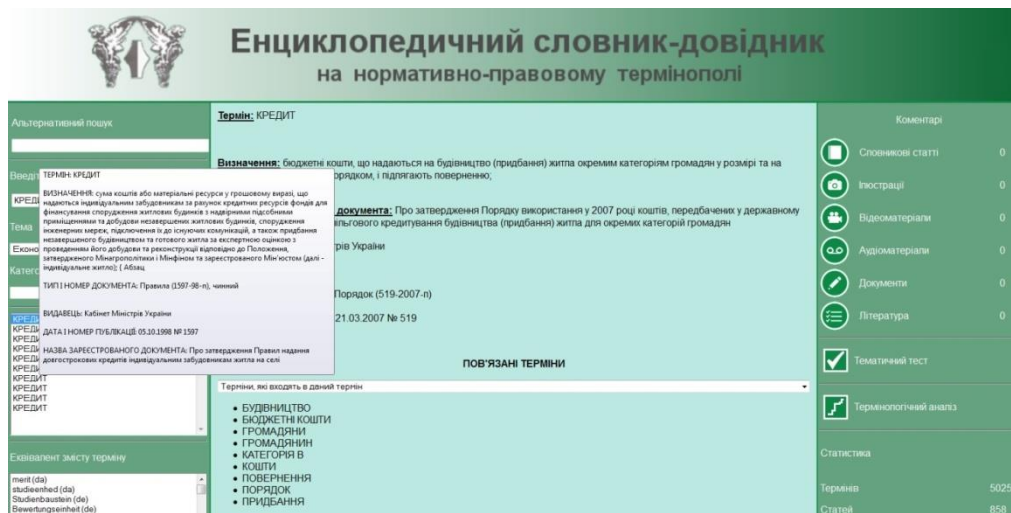 Енциклопедичний словник-довідник
на нормативно-правовому термінополі
Альтернативний пошук
Введіт
КРЕДИ
Тема
Еконо
Катего
ТЕРМІН: КРЕДИТ
ВИЗНАЧЕННЯ: сума коштів або матеріальні ресурси у грошовому виразі, що
надаються індивідуальним забудовникам за рахунок кредитних ресурсів фондів для
фінансування спорудження житлових будинків з надвірними підсобними
приміщеннями та добудови незавершених житлових будинків, спорудження
інженерних мереж, підключення їх до існуючих комунікацій, а також придбання
незавершеного будівництвом та готового житла за експертною оцінкою з
проведенням його добудови та реконструкції відповідно до Положення,
затвердженого Мінагрополітики і Мінфіном та зареєстрованого Мін'юстом (далі -
індивідуальне житло); { Абзац
ТИП І НОМЕР ДОКУМЕНТА: Правила (1597-98-п), чинний
ВИДАВЕЦЬ: Кабінет Міністрів України
ДАТА І НОМЕР ПУБЛІКАЦІЇ: 05.10.1998 № 1597
НАЗВА ЗАРЕЄСТРОВАНОГО ДОКУМЕНТА: Про затвердження Правил надання
довгострокових кредитів індивідуальним забудовникам житла на селі
КРЕДИТ
КРЕДИТ
КРЕДИТ
КРЕДИТ
Еквівалент змісту терміну
merit (da)
studieenhed (da)
Studienbaustein (de)
Bewertungseinheit (de)
Термін: КРЕДИТ
Визначення: бюджетні кошти, що надаються на будівництво (придбання) житла окремим категоріям громадян у розмірі та на
орядком, і підлягають поверненню;
документа: Про затвердження Порядку використання у 2007 році коштів, передбачених у державному
ільгового кредитування будівництва (придбання) житла для окремих категорій громадян
трів України
Порядок (519-2007-п)
21.03.2007 № 519
ПОВ'ЯЗАНІ ТЕРМІНИ
Терміни, які входять в даний термін
• БУДІВНИЦТВО
• БЮДЖЕТНІ КОШТИ
• ГРОМАДЯНИ
• ГРОМАДЯНИН
• КАТЕГОРІЯ В
• КОШТИ
• ПОВЕРНЕННЯ
• ПОРЯДОК
• ПРИДБАННЯ
Коментарі
Словникові статті 0
Ілюстрації 0
Відеоматеріали 0
Аудіоматеріали 0
Документи 0
Література 0
Тематичний тест
Термінологічний аналіз
Статистика
Термінів 5025
Статей 858